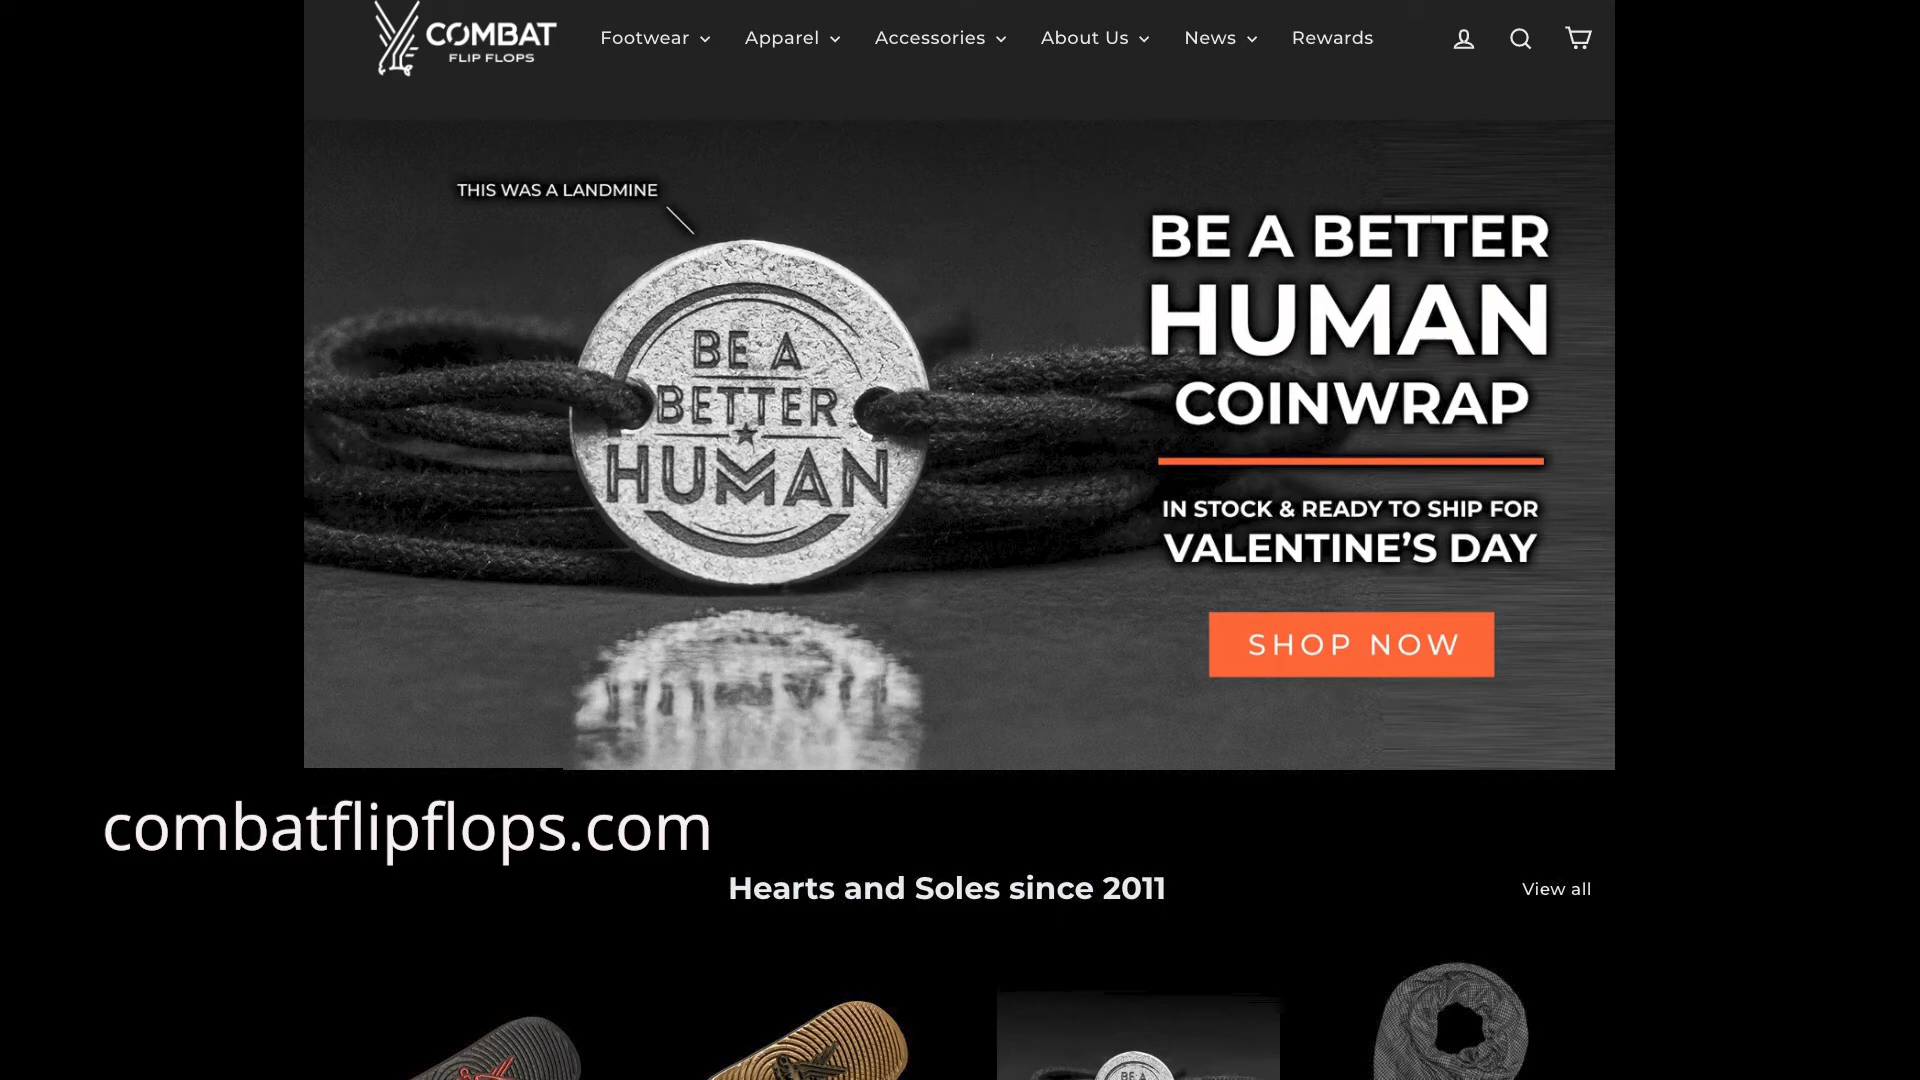 COMBAT
FLIP FLOPS
Footwear
Apparel
Accessories
About Us
News
Rewards
THIS WAS A LANDMINE
BE A
BETTER
HUMAN
BE A BETTER
HUMAN
COINWRAP
IN STOCK & READY TO SHIP FOR
VALENTINE'S DAY
SHOP NOW
combatflipflops.com
Hearts and Soles since 2011
View all
BE A